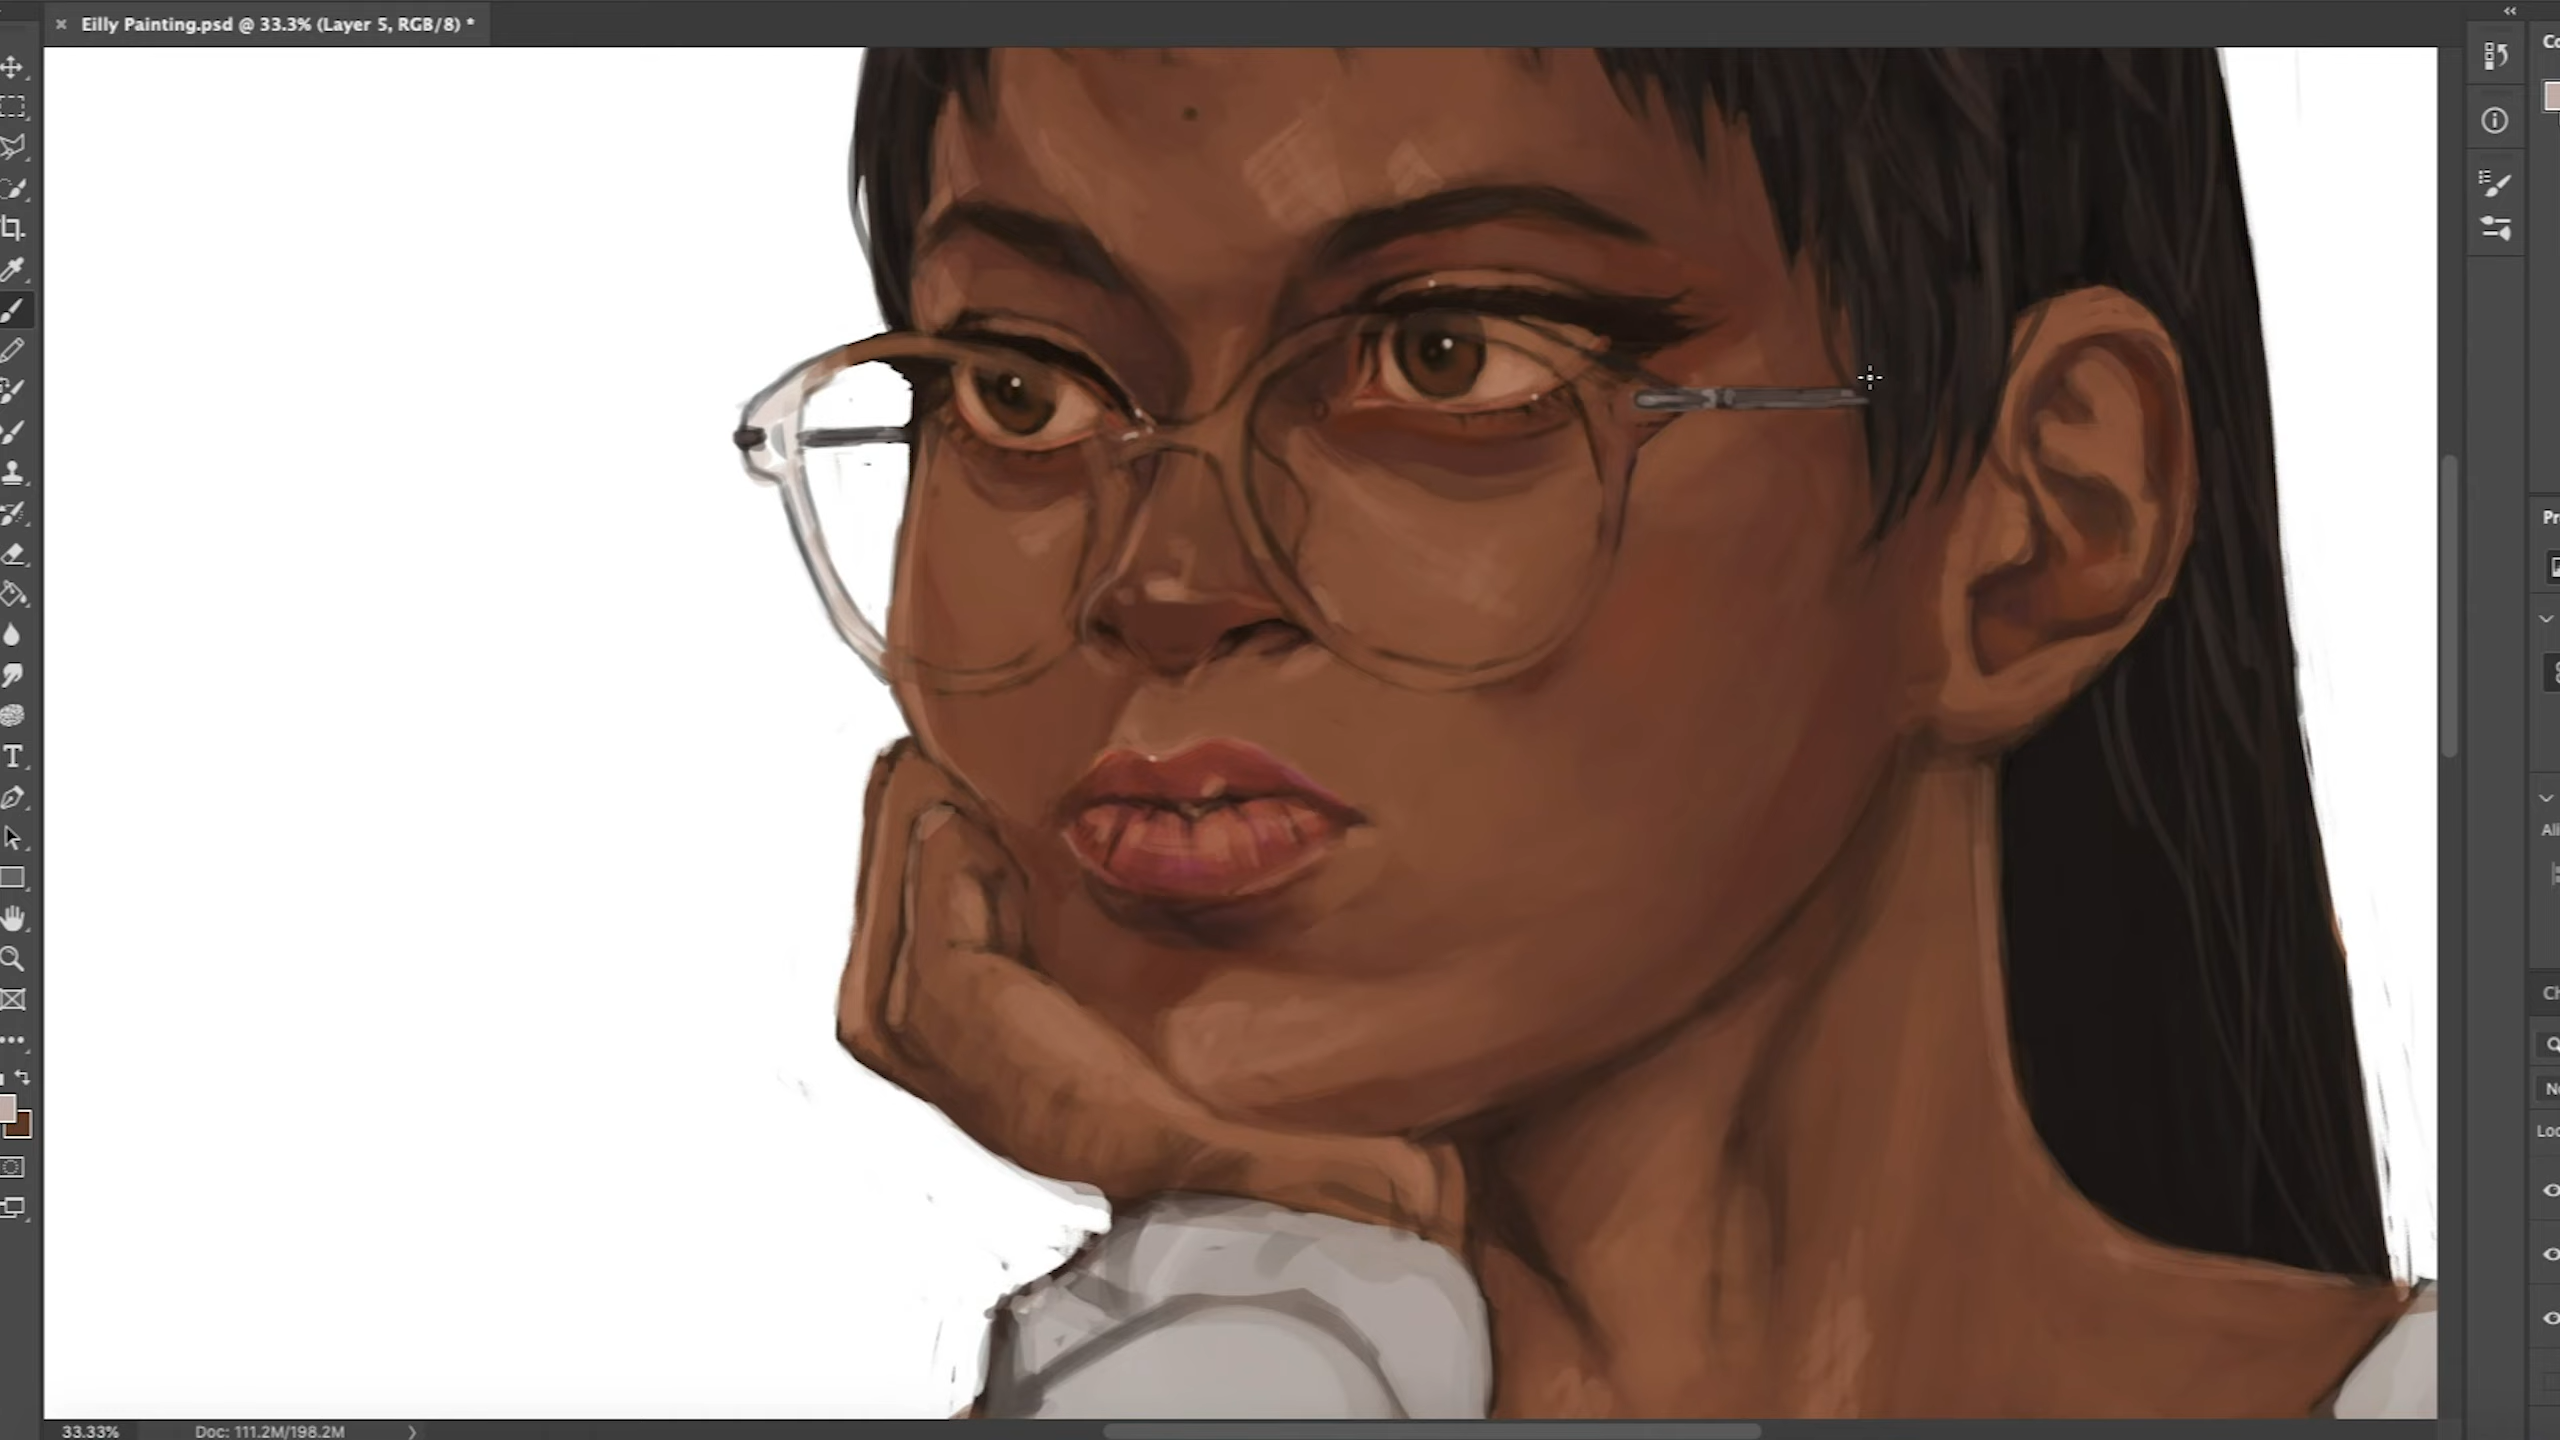 Eilly Painting.psd @ 33.3% (Layer 5, RGB/8) *
33.33%
Doc: 111.2M/198.2M